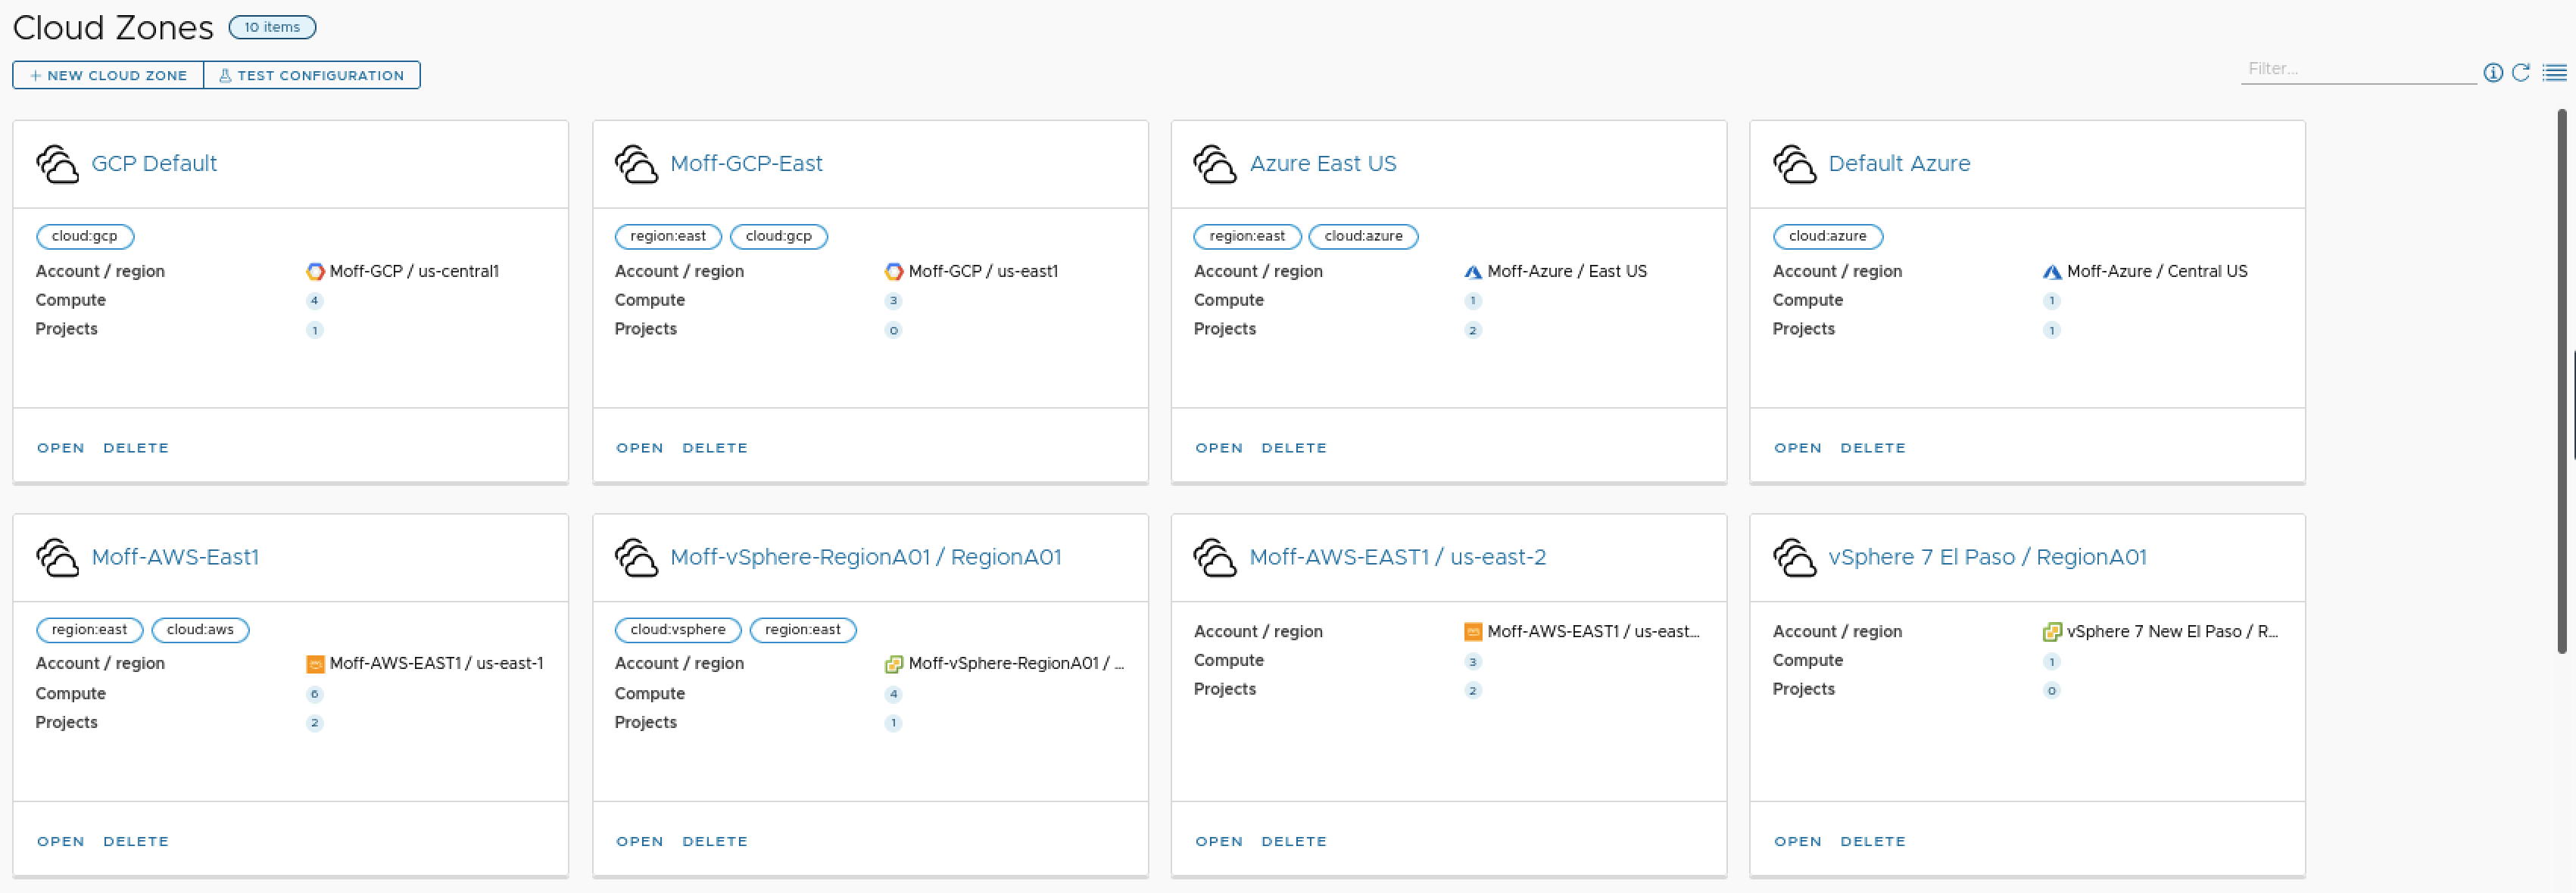 Cloud Zones 10 items
+ NEW CLOUD ZONE TEST CONFIGURATION
Filter...
GCP Default
cloud:gcp
Account / region Moff-GCP / us-central1
Compute 4
Projects 1
OPEN DELETE
Moff-GCP-East
region:east cloud:gcp
Account / region Moff-GCP / us-east1
Compute 3
Projects 0
OPEN DELETE
Azure East US
region:east cloud:azure
Account / region Moff-Azure / East US
Compute 1
Projects 2
OPEN DELETE
Default Azure
cloud:azure
Account / region Moff-Azure / Central US
Compute 1
Projects 1
OPEN DELETE
Moff-AWS-East1
region:east cloud:aws
Account / region Moff-AWS-EAST1 / us-east-1
Compute 6
Projects 2
OPEN DELETE
Moff-vSphere-RegionA01 / RegionA01
cloud:vsphere region:east
Account / region Moff-vSphere-RegionA01 / ...
Compute 4
Projects 1
OPEN DELETE
Moff-AWS-EAST1 / us-east-2
Account / region Moff-AWS-EAST1 / us-east...
Compute 3
Projects 2
OPEN DELETE
vSphere 7 El Paso / RegionA01
Account / region vSphere 7 New El Paso / R...
Compute 1
Projects 0
OPEN DELETE